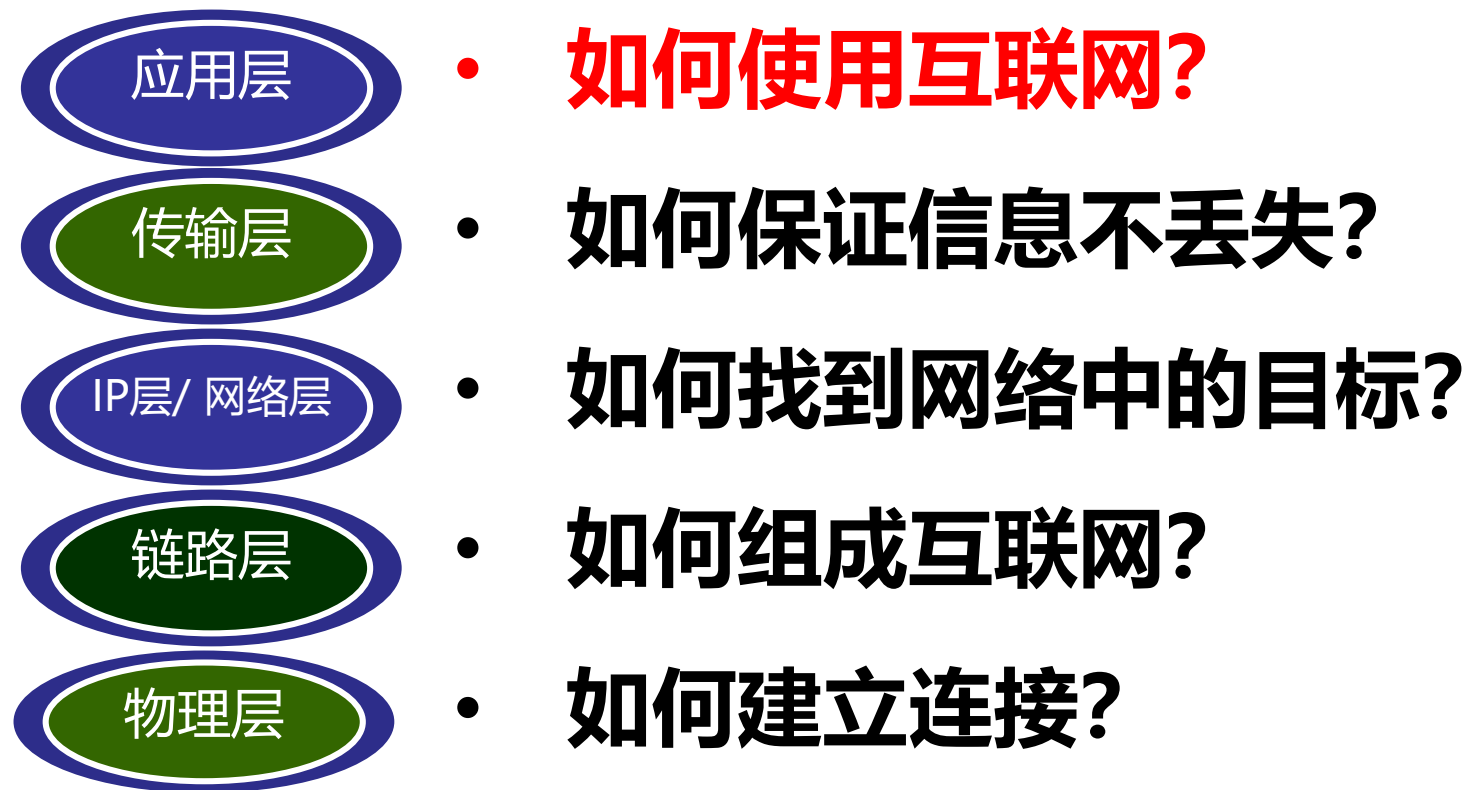 应用层
• 如何使用互联网？
传输层
• 如何保证信息不丢失？
IP层/ 网络层
• 如何找到网络中的目标？
链路层
• 如何组成互联网？
物理层
• 如何建立连接？